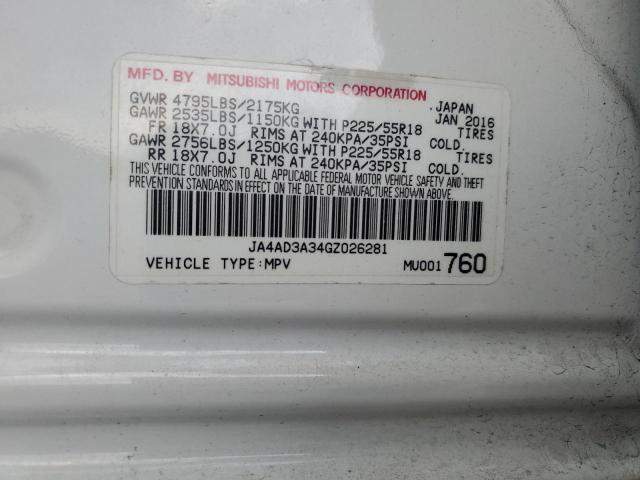 MFD. BY MITSUBISHI MOTORS CORPORATION
GVWR 4795LBS/2175KG JAPAN
GAWR 2535LBS/1150KG WITH P225/55R18 JAN 2016
FR 18X7.0J RIMS AT 240KPA/35PSI COLD. TIRES
GAWR 2756LBS/1250KG WITH P225/55R18 TIRES
RR 18X7.0J RIMS AT 240KPA/35PSI COLD.
THIS VEHICLE CONFORMS TO ALL APPLICABLE FEDERAL MOTOR VEHICLE SAFETY AND THEFT
PREVENTION STANDARDS IN EFFECT ON THE DATE OF MANUFACTURE SHOWN ABOVE.
JA4AD3A34GZ026281
VEHICLE TYPE:MPV MU001760